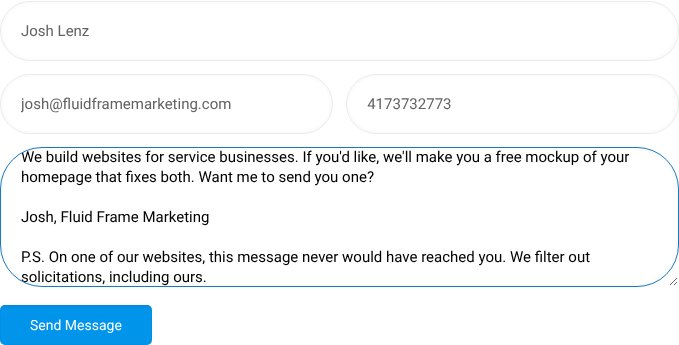 Josh Lenz
josh@fluidframemarketing.com
4173732773
We build websites for service businesses. If you'd like, we'll make you a free mockup of your
homepage that fixes both. Want me to send you one?
Josh, Fluid Frame Marketing
P.S. On one of our websites, this message never would have reached you. We filter out
solicitations, including ours.
Send Message